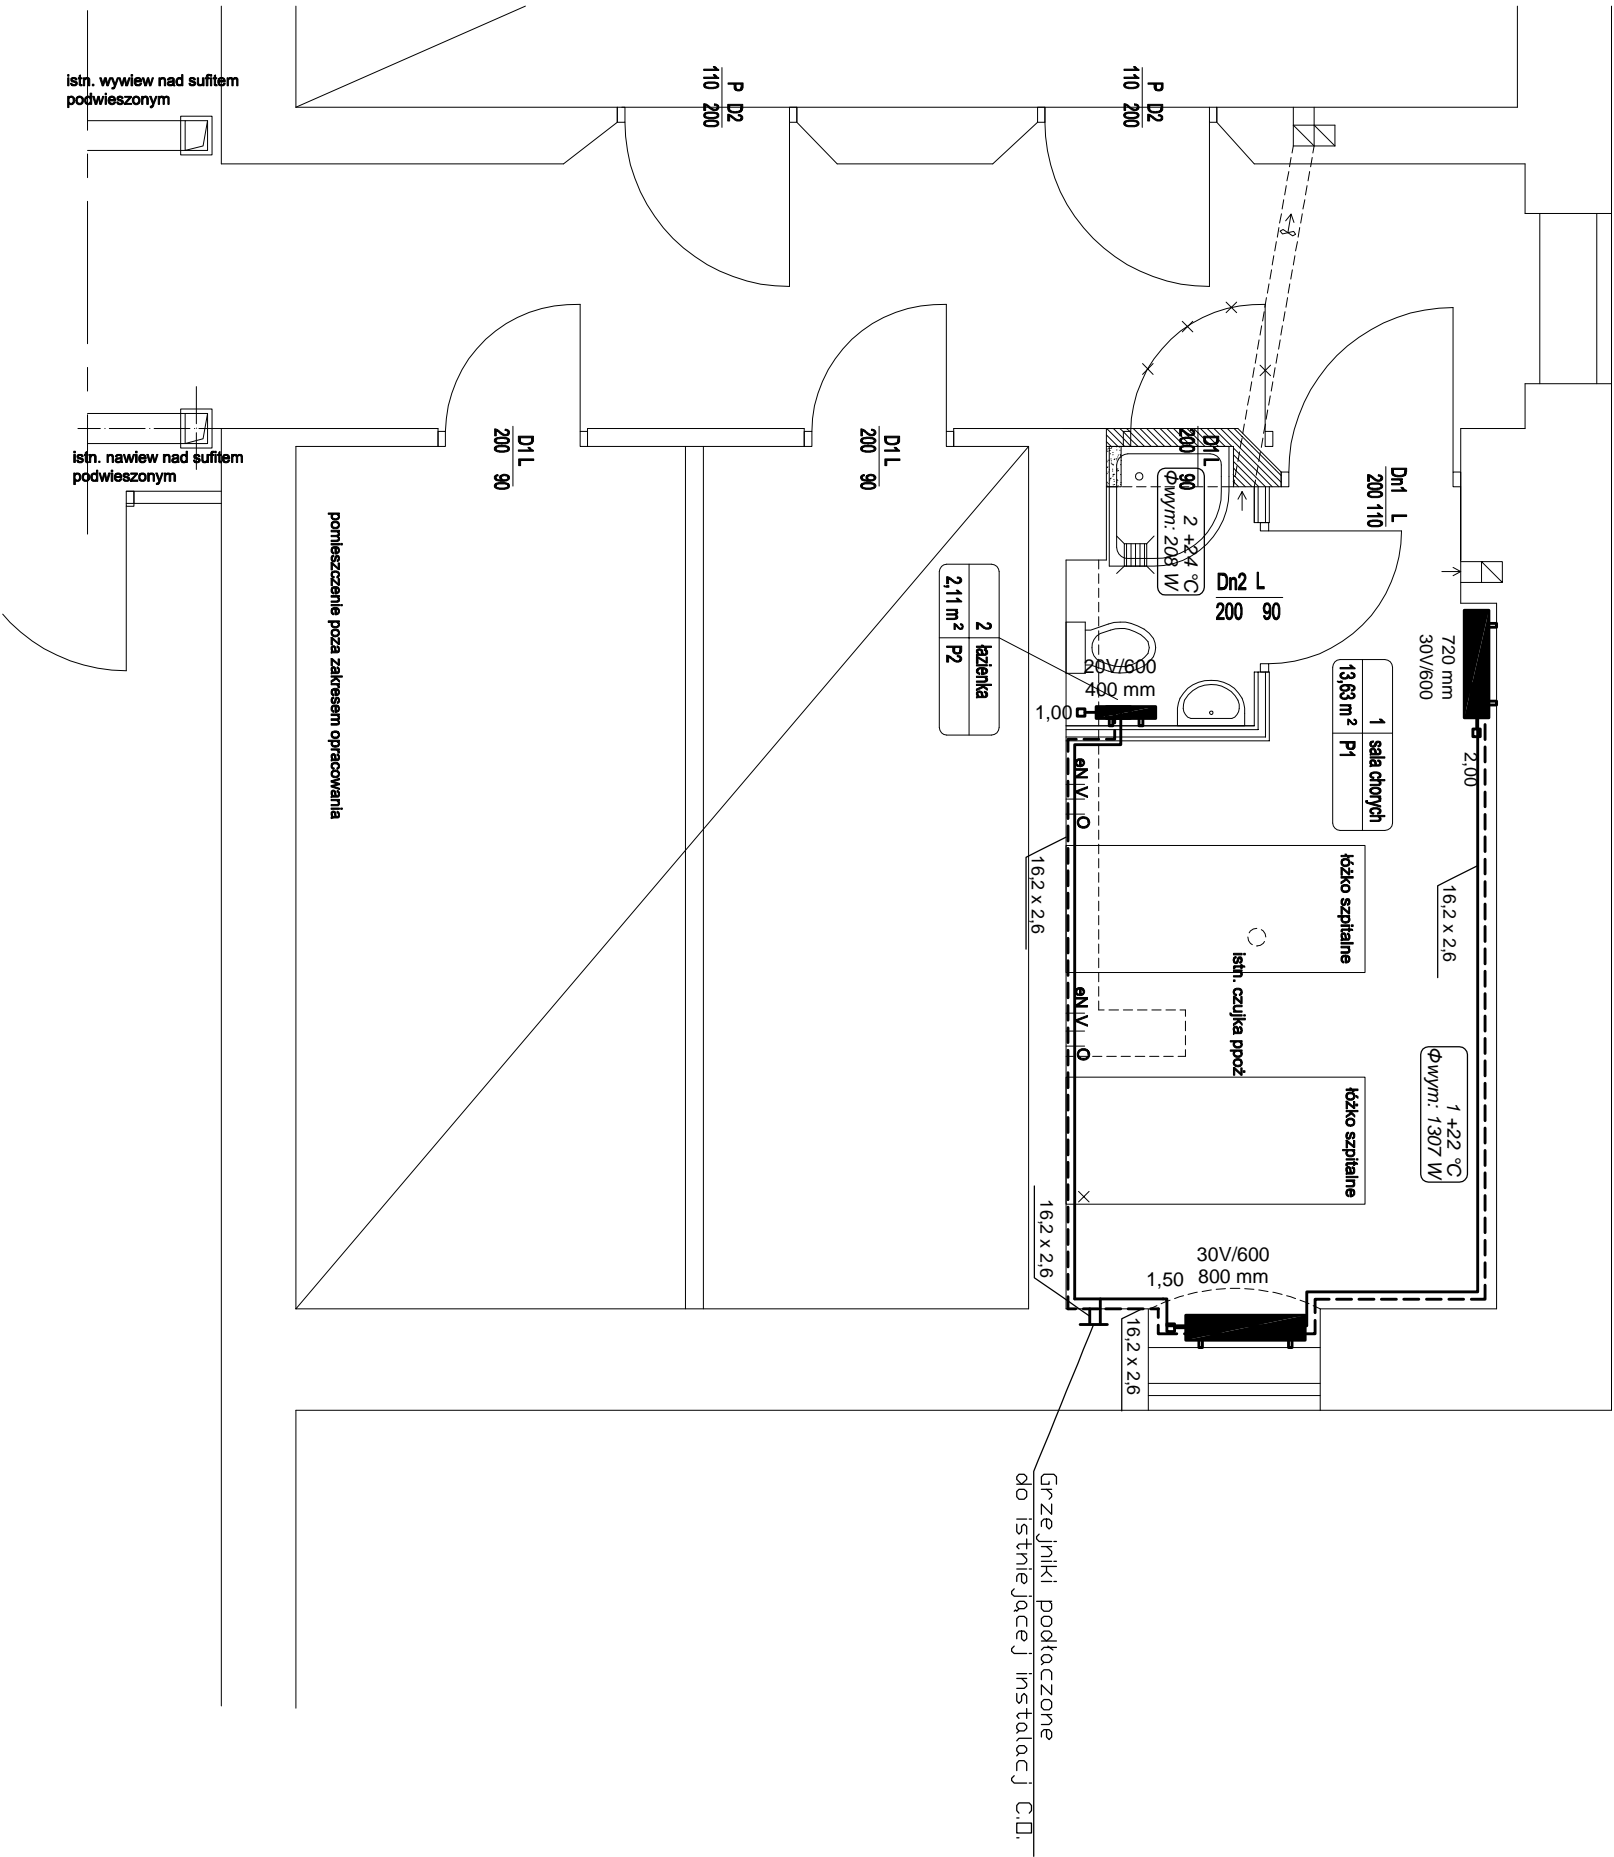 istn. wywiew nad sufitem
podwieszonym
P D2
110 200
P D2
110 200
istn. nawiew nad sufitem
podwieszonym
D1 L
200 90
D1 L
200 90
D1 L
200 90
Dn1 L
200 110
2 +24 °C
Φwym: 208 W
Dn2 L
200 90
pomieszczenie poza zakresem opracowania
2 łazienka
2,11 m² P2
20V/600
400 mm
1,00
720 mm
30V/600
2,00
1 sala chorych
13,63 m² P1
eN V O
16,2 x 2,6
łóżko szpitalne
16,2 x 2,6
istn. czujka ppoż
eN V O
łóżko szpitalne
1 +22 °C
Φwym: 1307 W
16,2 x 2,6
30V/600
800 mm
1,50
16,2 x 2,6
Grzejniki podłaczone
do istniejącej instalacj C.O.